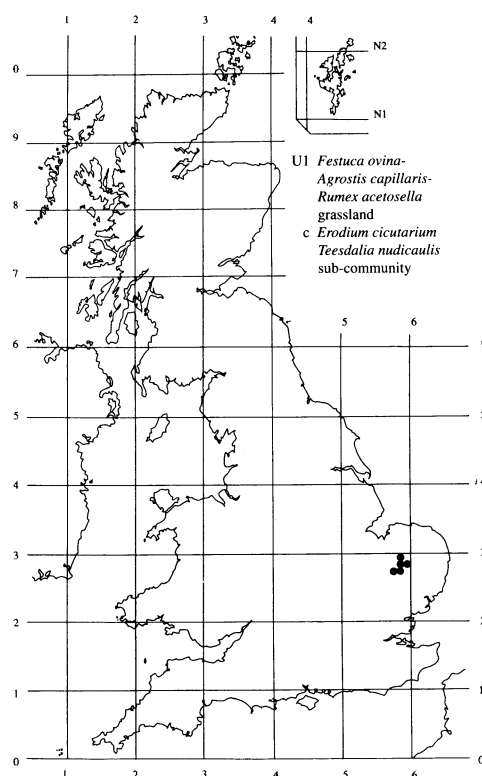 1 2 3 4
N2
N1
0
9
8
7
6
5
4
3
2
1
0
U1 Festuca ovina-
Agrostis capillaris-
Rumex acetosella
grassland
c Erodium cicutarium
Teesdalia nudicaulis
sub-community
5 6
1 2 3 4 5 6